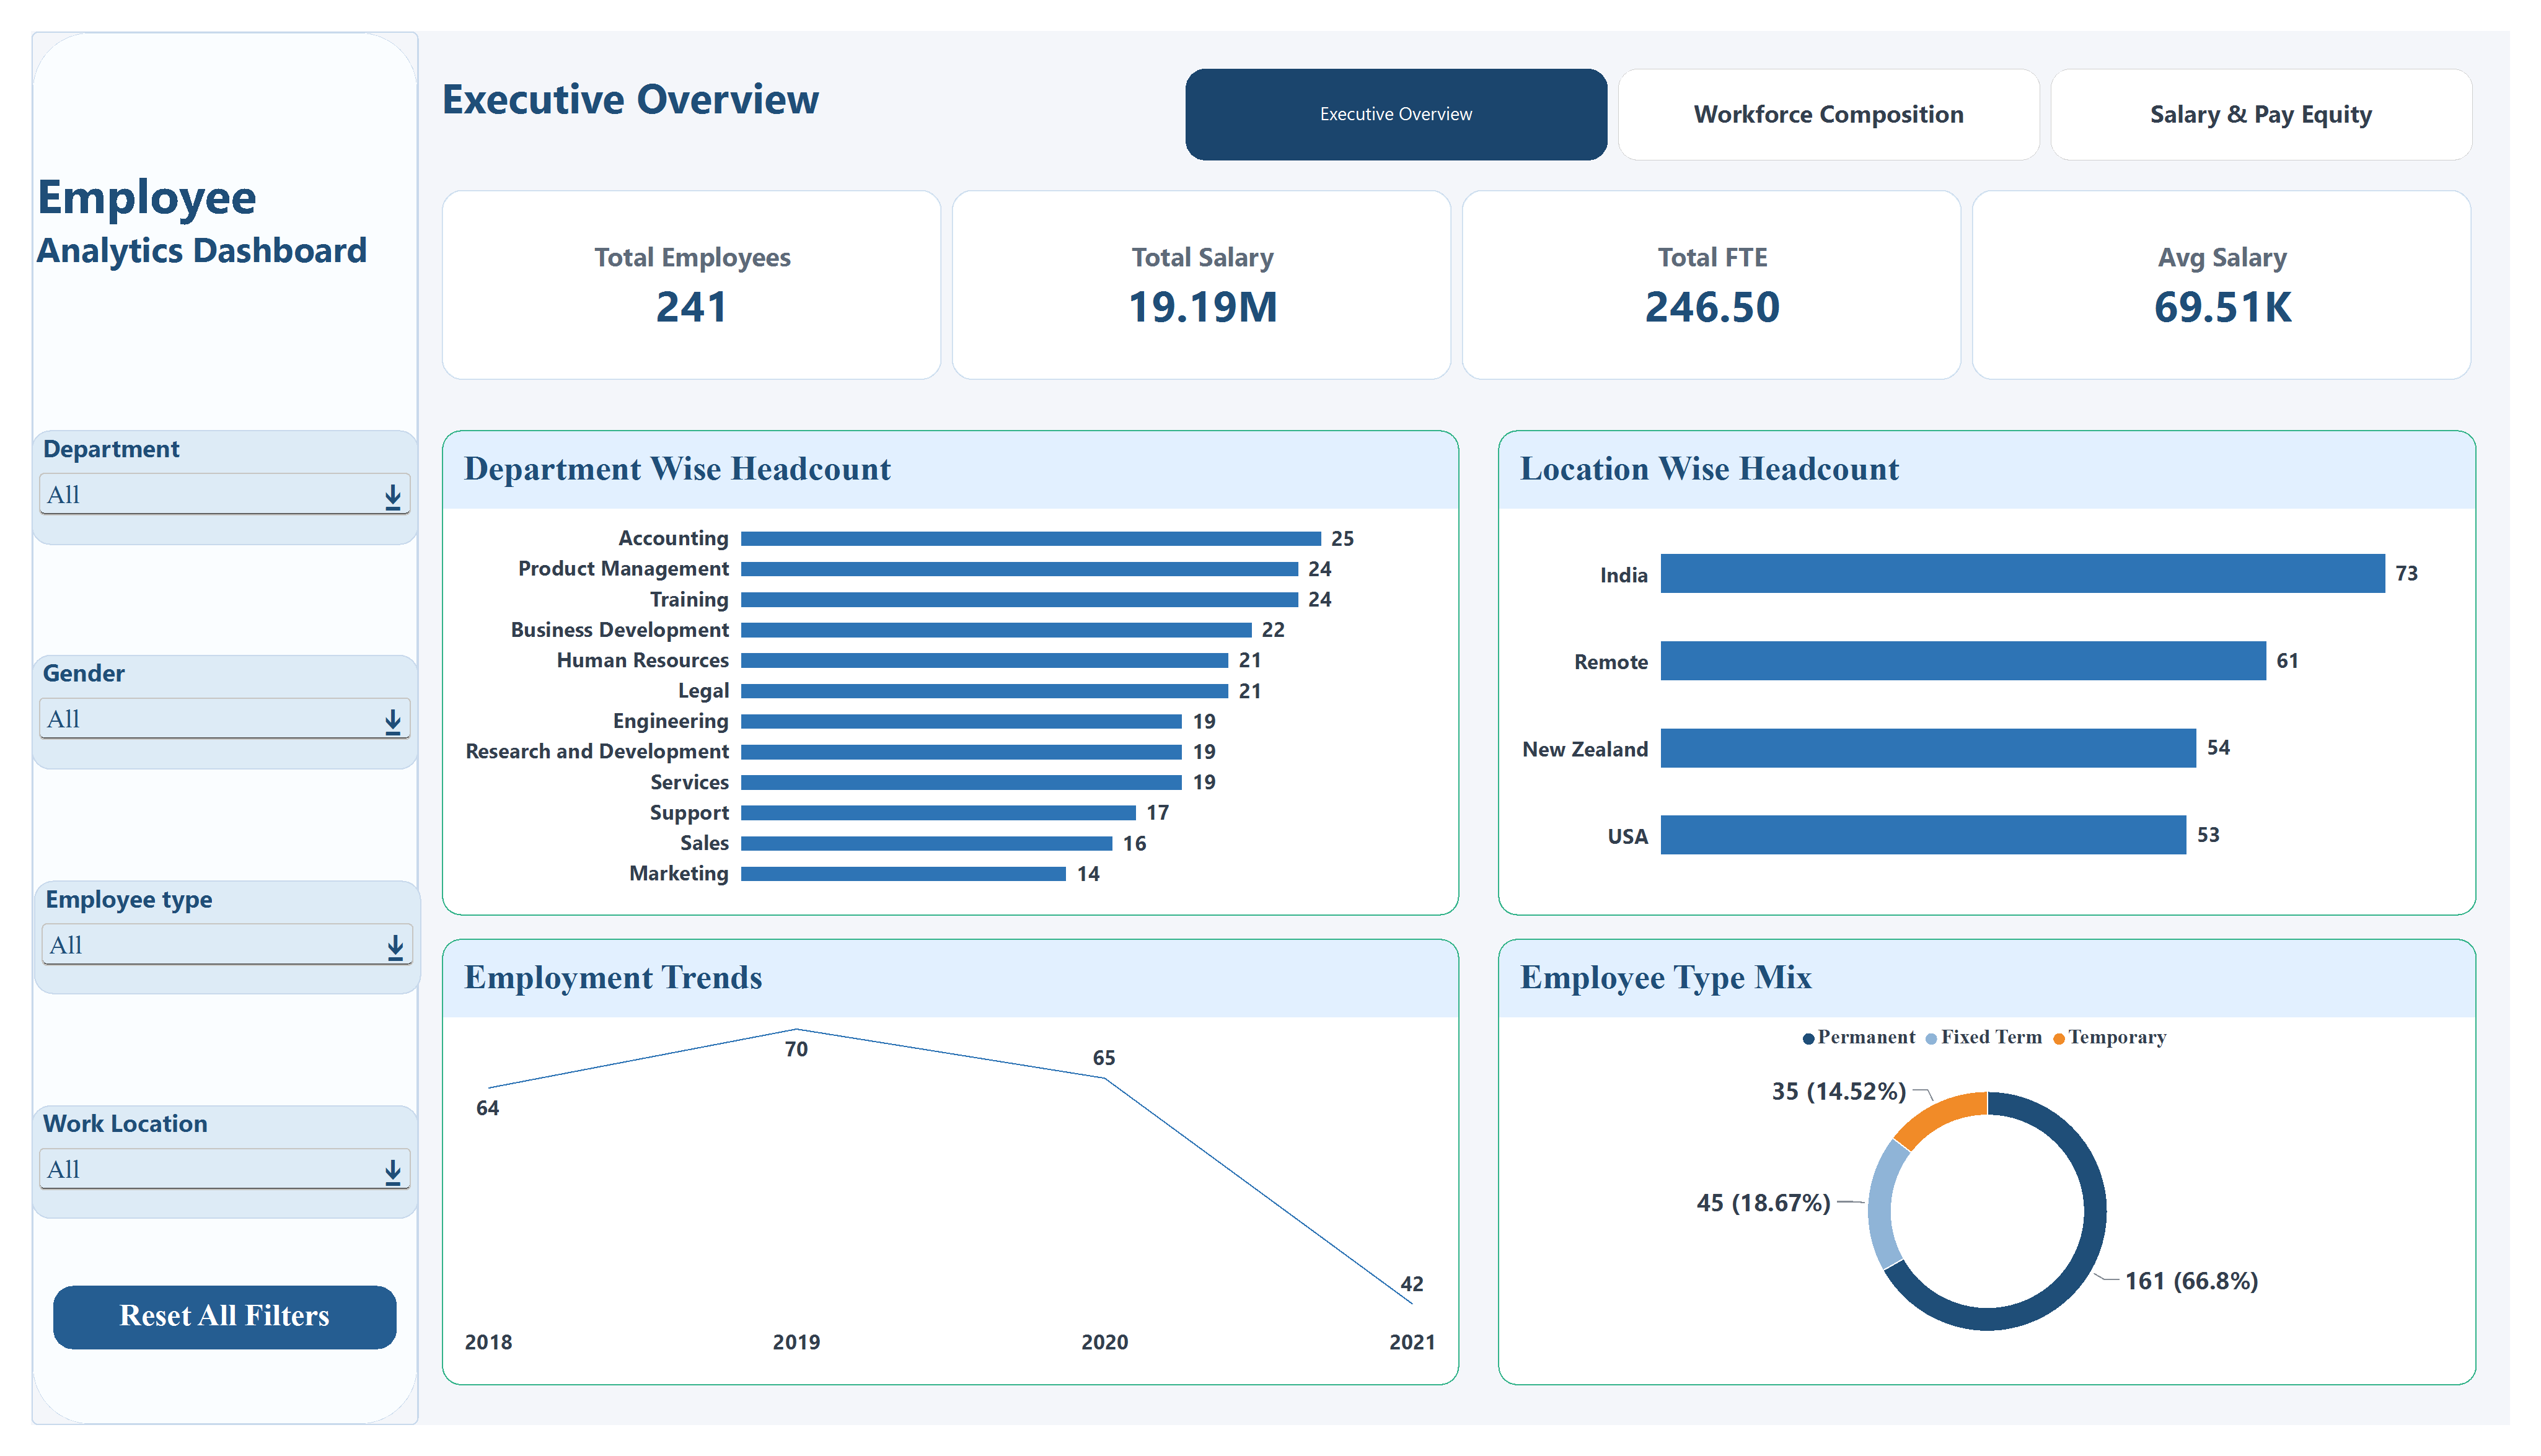 Employee
Analytics Dashboard
Department
All
Gender
All
Employee type
All
Work Location
All
Reset All Filters
Executive Overview
Executive Overview
Workforce Composition
Salary & Pay Equity
Total Employees
241
Total Salary
19.19M
Total FTE
246.50
Avg Salary
69.51K
Department Wise Headcount
Accounting 25
Product Management 24
Training 24
Business Development 22
Human Resources 21
Legal 21
Engineering 19
Research and Development 19
Services 19
Support 17
Sales 16
Marketing 14
Location Wise Headcount
India 73
Remote 61
New Zealand 54
USA 53
Employment Trends
64
70
65
42
2018 2019 2020 2021
Employee Type Mix
Permanent Fixed Term Temporary
35 (14.52%)
45 (18.67%)
161 (66.8%)